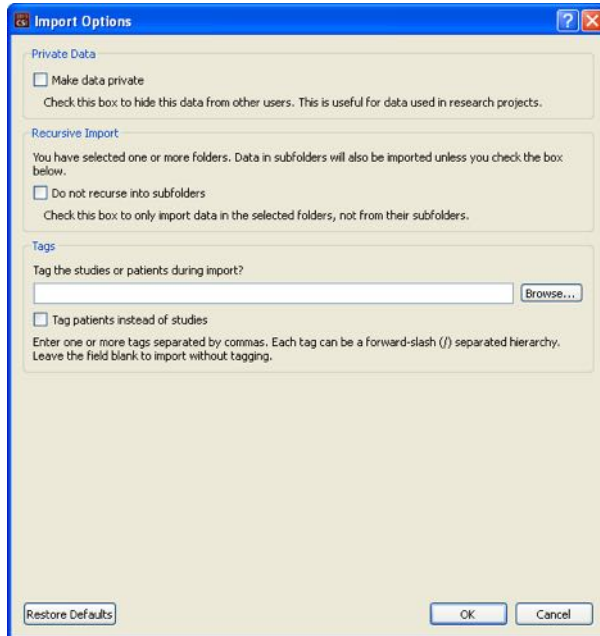 Import Options
Private Data
Make data private
Check this box to hide this data from other users. This is useful for data used in research projects.
Recursive Import
You have selected one or more folders. Data in subfolders will also be imported unless you check the box
below.
Do not recurse into subfolders
Check this box to only import data in the selected folders, not from their subfolders.
Tags
Tag the studies or patients during import?
Browse...
Tag patients instead of studies
Enter one or more tags separated by commas. Each tag can be a forward-slash (/) separated hierarchy.
Leave the field blank to import without tagging.
Restore Defaults OK Cancel